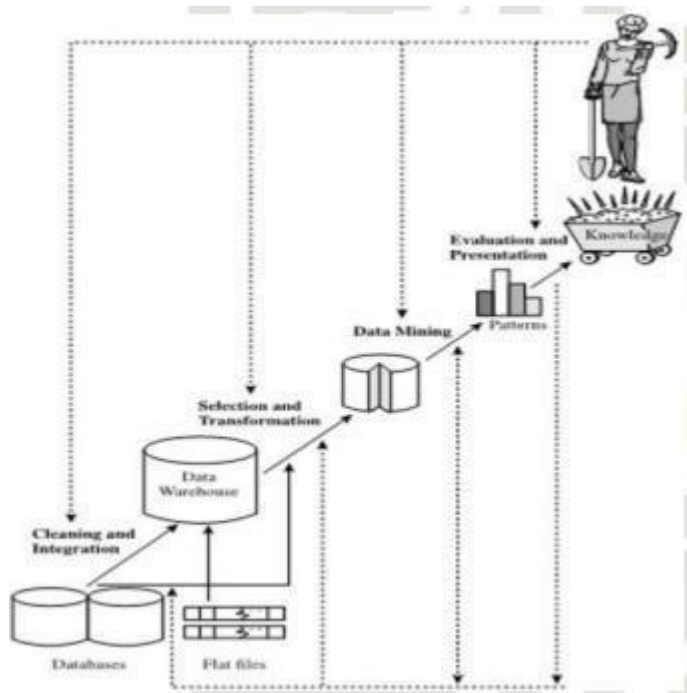 Evaluation and
Presentation
Knowledge
Patterns
Data Mining
Selection and
Transformation
Data
Warehouse
Cleaning and
Integration
Databases
Flat files